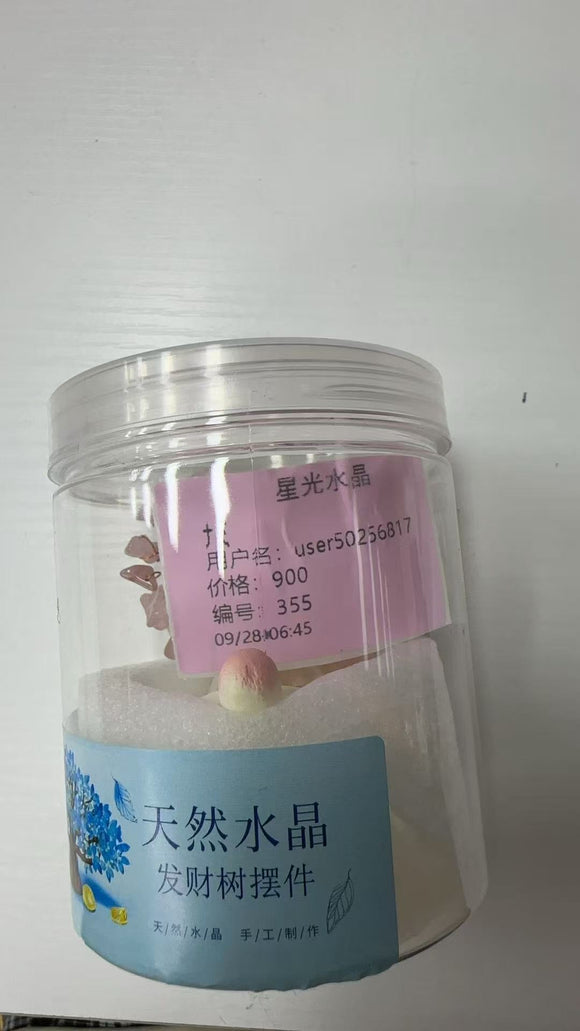 星光水晶
用户名：user50256817
价格：900
编号：355
09/28 06:45
天然水晶
发财树摆件
天/然/水/晶 手/工/制/作